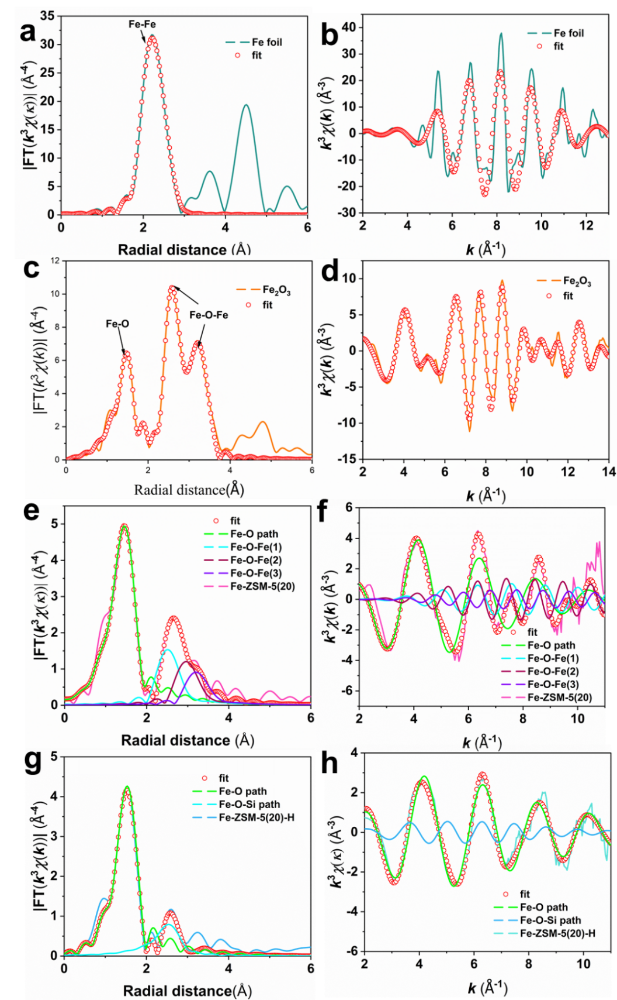 a
|FT(k³χ(κ))| (Å⁻⁴)
35
30
25
20
15
10
5
0
Fe-Fe
Fe foil
fit
0 2 4 6
Radial distance (Å)
b
k³χ(k) (Å⁻³)
40
30
20
10
0
-10
-20
-30
Fe foil
fit
2 4 6 8 10 12
k (Å⁻¹)
c
|FT(k³χ(k))| (Å⁻⁴)
12
10
8
6
4
2
0
Fe-O
Fe-O-Fe
Fe₂O₃
fit
0 2 4 6
Radial distance(Å)
d
k³χ(k) (Å⁻³)
10
5
0
-5
-10
-15
Fe₂O₃
fit
2 4 6 8 10 12 14
k (Å⁻¹)
e
|FT(k³χ(κ))| (Å⁻⁴)
5
4
3
2
1
0
fit
Fe-O path
Fe-O-Fe(1)
Fe-O-Fe(2)
Fe-O-Fe(3)
Fe-ZSM-5(20)
0 2 4 6
Radial distance (Å)
f
k³χ(k) (Å⁻³)
6
4
2
0
-2
-4
-6
fit
Fe-O path
Fe-O-Fe(1)
Fe-O-Fe(2)
Fe-O-Fe(3)
Fe-ZSM-5(20)
2 4 6 8 10
k (Å⁻¹)
g
|FT(k³χ(k))| (Å⁻⁴)
5
4
3
2
1
0
fit
Fe-O path
Fe-O-Si path
Fe-ZSM-5(20)-H
0 2 4 6
Radial distance(Å)
h
k³χ(κ) (Å⁻³)
4
2
0
-2
-4
-6
fit
Fe-O path
Fe-O-Si path
Fe-ZSM-5(20)-H
2 4 6 8 10
k (Å⁻¹)